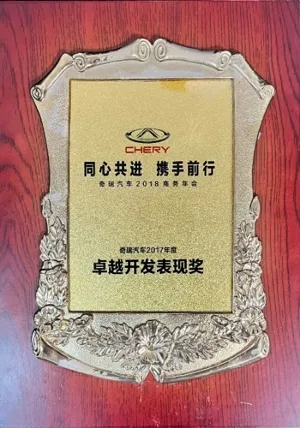 CHERY
同心共进 携手前行
奇瑞汽车2018商务年会
奇瑞汽车2017年度
卓越开发表现奖